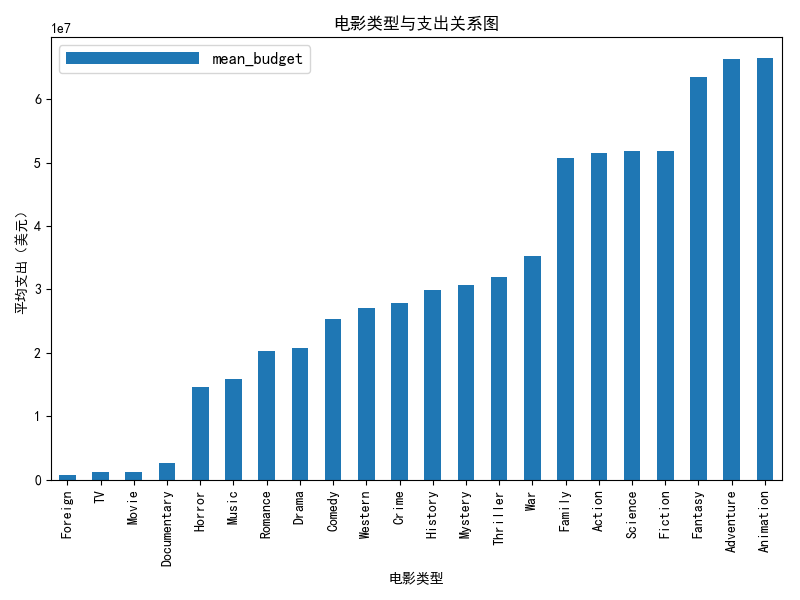 电影类型与支出关系图
1e7
mean_budget
6
5
4
3
2
1
0
平均支出（美元）
Foreign
TV
Movie
Documentary
Horror
Music
Romance
Drama
Comedy
Western
Crime
History
Mystery
Thriller
War
Family
Action
Science
Fiction
Fantasy
Adventure
Animation
电影类型